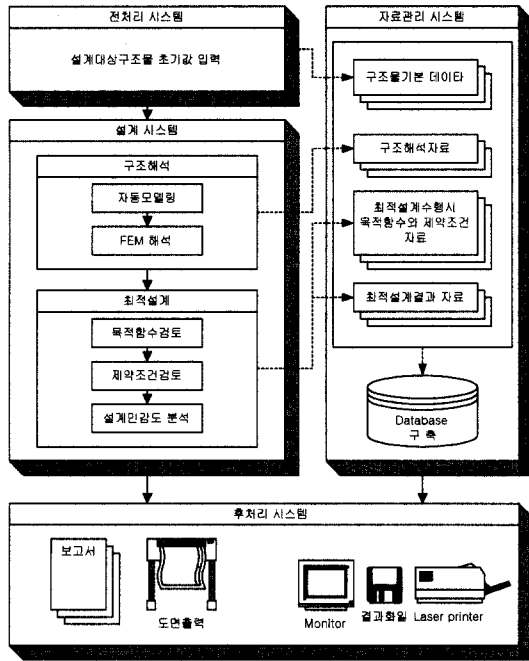 전처리 시스템
설계대상구조물 초기값 입력
설계 시스템
구조해석
자동모델링
FEM 해석
최적설계
목적함수검토
제약조건검토
설계민감도 분석
자료관리 시스템
구조물기본 데이타
구조해석자료
최적설계수행시
목적함수와 제약조건
자료
최적설계결과 자료
Database
구 축
후처리 시스템
보고서
도면출력
Monitor
결과화일
Laser printer